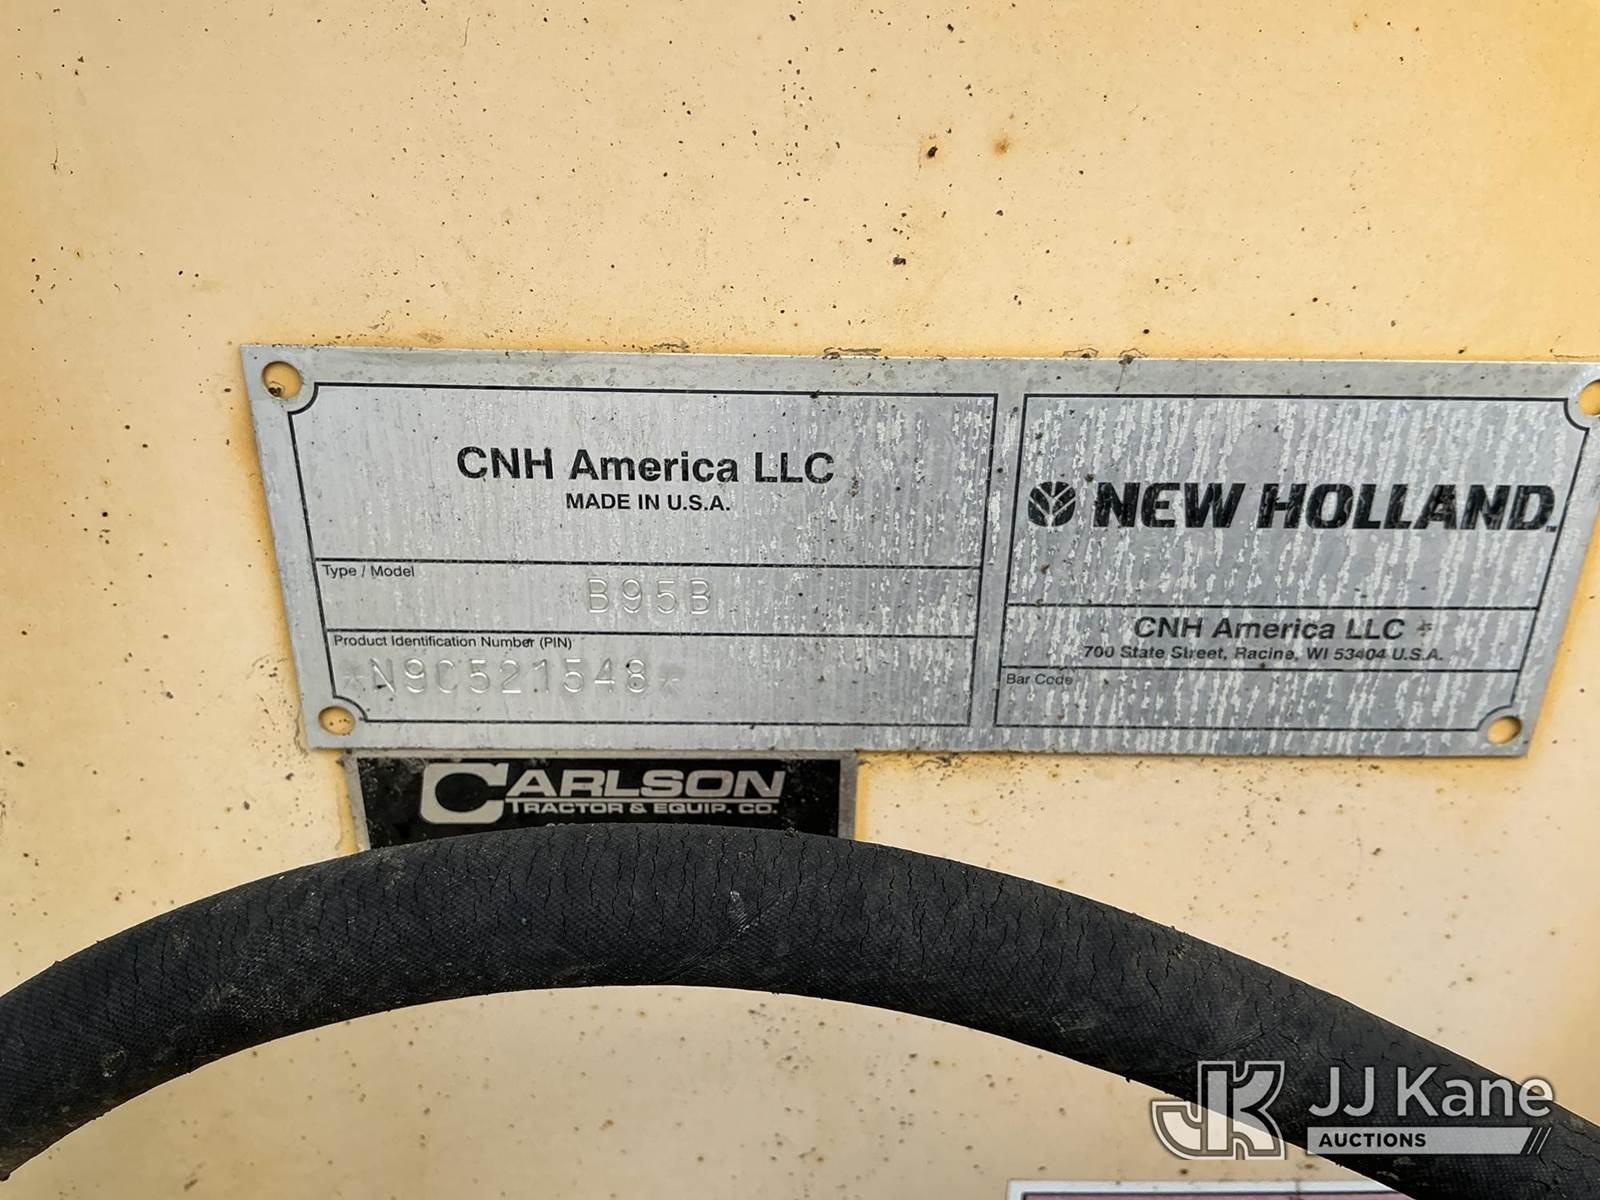 CNH America LLC
MADE IN U.S.A.
Type / Model
B95B
Product Identification Number (PIN)
*N9C521548*
NEW HOLLAND
CNH America LLC
700 State Street, Racine, WI 53404 U.S.A.
Bar Code
CARLSON
TRACTOR & EQUIP. CO.
JK JJ Kane
AUCTIONS